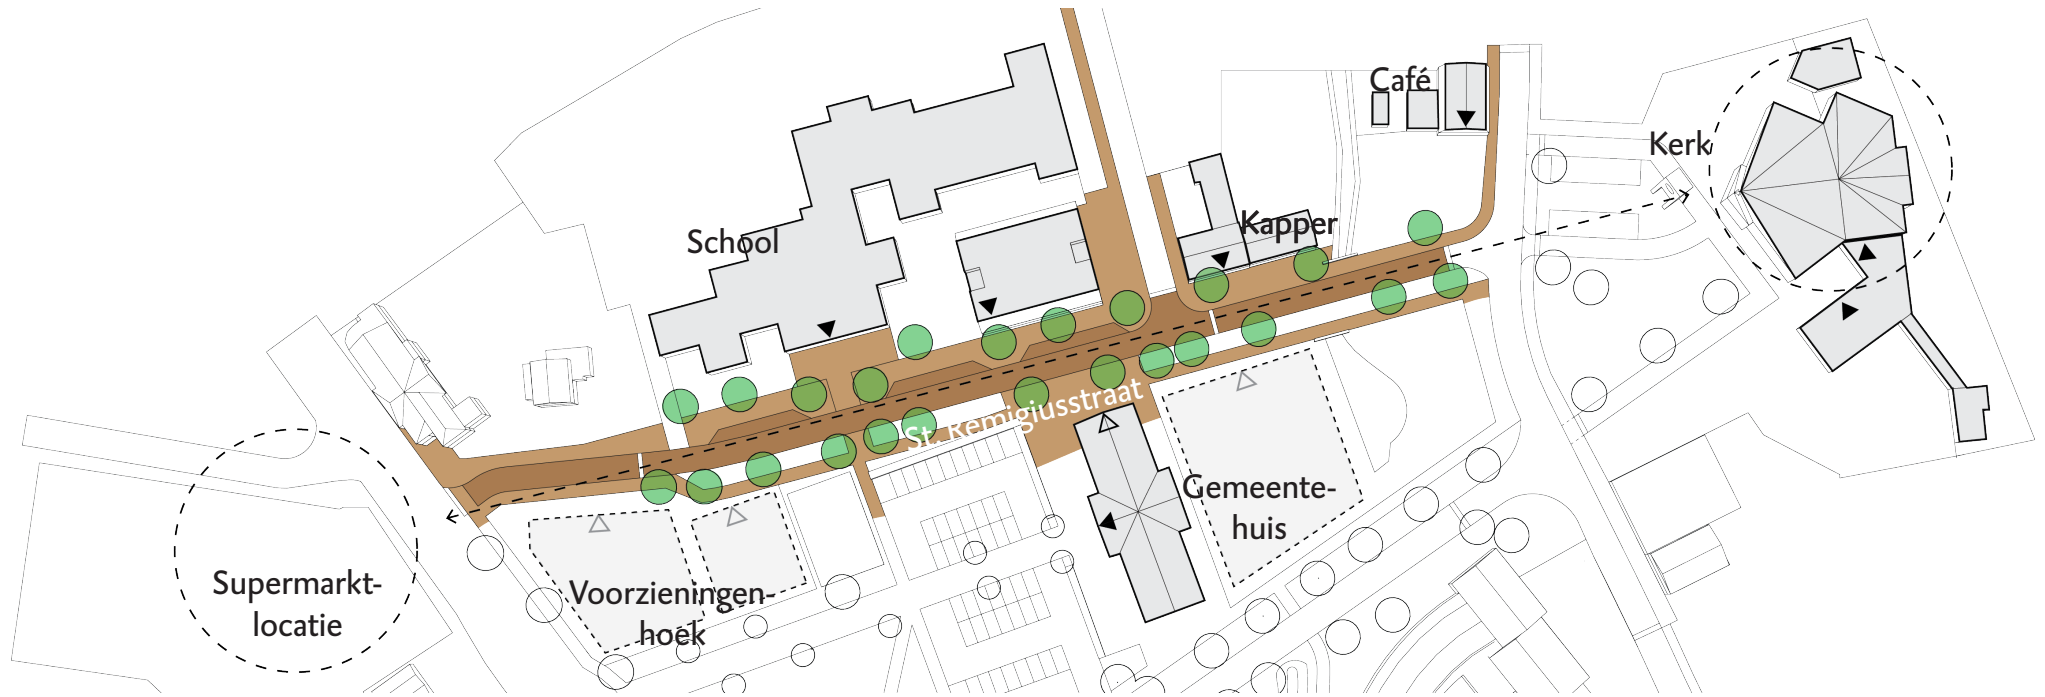 Café
Kerk
School
Kapper
St. Remigiusstraat
Gemeente-
huis
Supermarkt-
locatie
Voorzieningen-
hoek